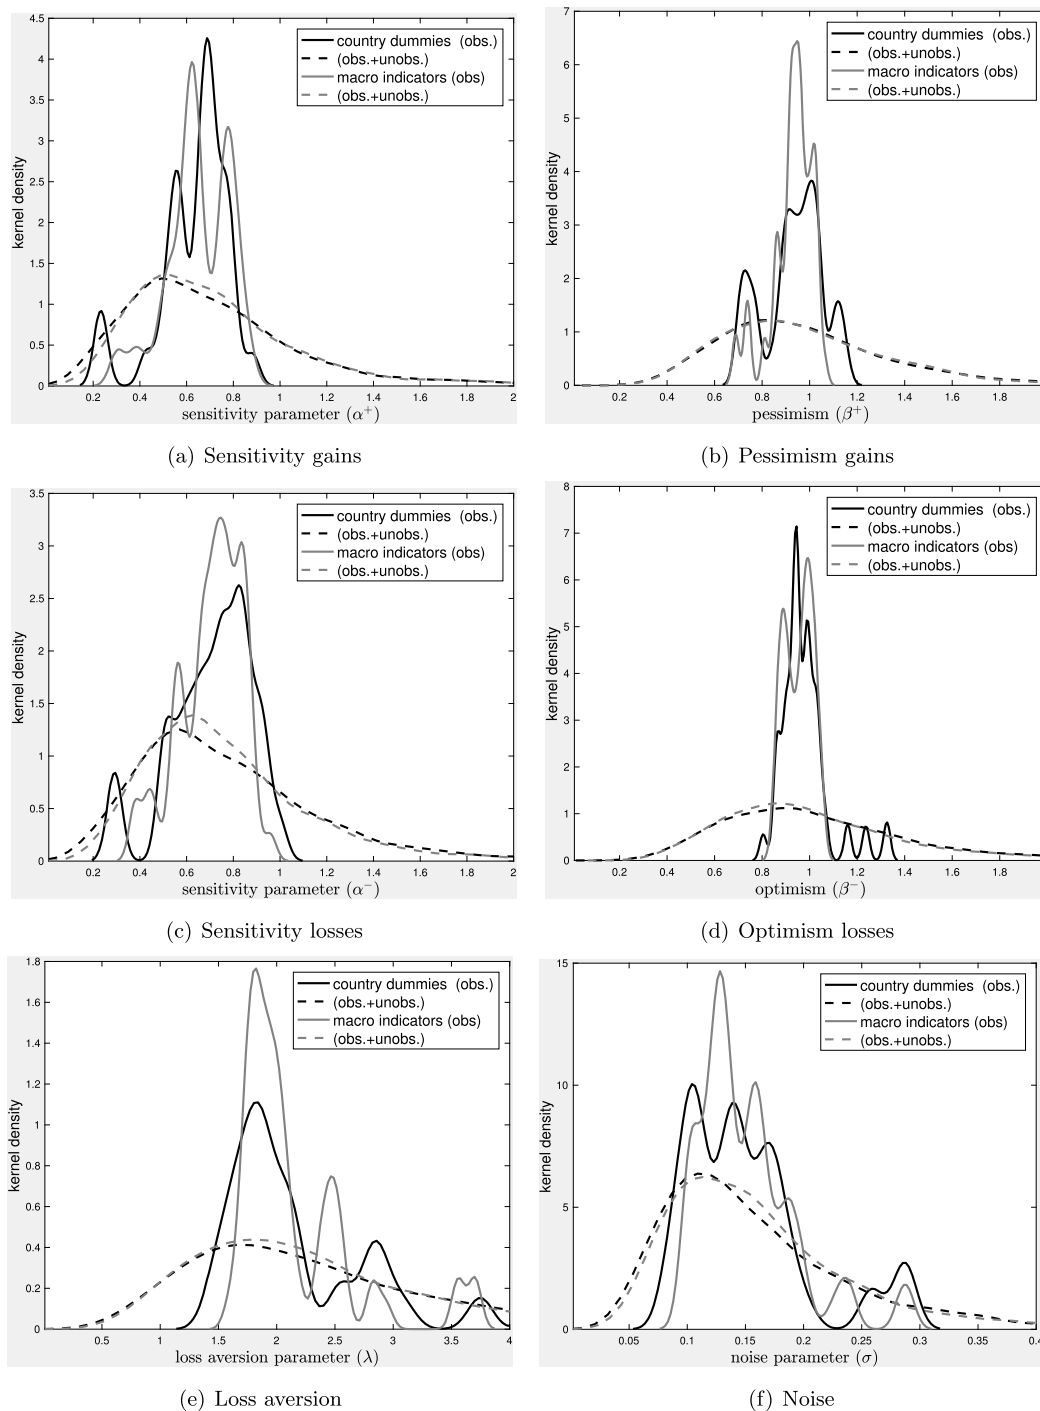 4.5
4
3.5
3
2.5
2
1.5
1
0.5
0
kernel density
country dummies (obs.)
(obs.+unobs.)
macro indicators (obs)
(obs.+unobs.)
0.2 0.4 0.6 0.8 1 1.2 1.4 1.6 1.8 2
sensitivity parameter (α⁺)
(a) Sensitivity gains
7
6
5
4
3
2
1
0
kernel density
country dummies (obs.)
(obs.+unobs.)
macro indicators (obs)
(obs.+unobs.)
0.2 0.4 0.6 0.8 1 1.2 1.4 1.6 1.8
pessimism (β⁺)
(b) Pessimism gains
3.5
3
2.5
2
1.5
1
0.5
0
kernel density
country dummies (obs.)
(obs.+unobs.)
macro indicators (obs)
(obs.+unobs.)
0.2 0.4 0.6 0.8 1 1.2 1.4 1.6 1.8 2
sensitivity parameter (α⁻)
(c) Sensitivity losses
8
7
6
5
4
3
2
1
0
kernel density
country dummies (obs.)
(obs.+unobs.)
macro indicators (obs)
(obs.+unobs.)
0.2 0.4 0.6 0.8 1 1.2 1.4 1.6 1.8
optimism (β⁻)
(d) Optimism losses
1.8
1.6
1.4
1.2
1
0.8
0.6
0.4
0.2
0
kernel density
country dummies (obs.)
(obs.+unobs.)
macro indicators (obs)
(obs.+unobs.)
0.5 1 1.5 2 2.5 3 3.5 4
loss aversion parameter (λ)
(e) Loss aversion
15
10
5
0
kernel density
country dummies (obs.)
(obs.+unobs.)
macro indicators (obs)
(obs.+unobs.)
0.05 0.1 0.15 0.2 0.25 0.3 0.35 0.4
noise parameter (σ)
(f) Noise